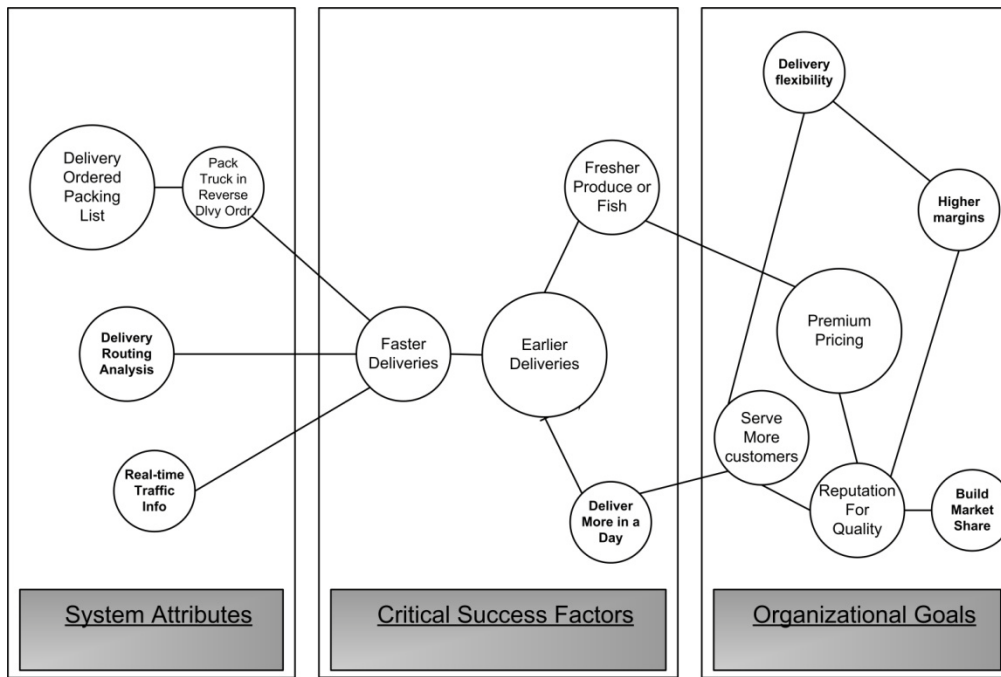 Delivery
Ordered
Packing
List
Pack
Truck in
Reverse
Dlvy Ordr
Delivery
Routing
Analysis
Real-time
Traffic
Info
System Attributes
Fresher
Produce or
Fish
Faster
Deliveries
Earlier
Deliveries
Deliver
More in a
Day
Critical Success Factors
Delivery
flexibility
Higher
margins
Premium
Pricing
Serve
More
customers
Reputation
For
Quality
Build
Market
Share
Organizational Goals